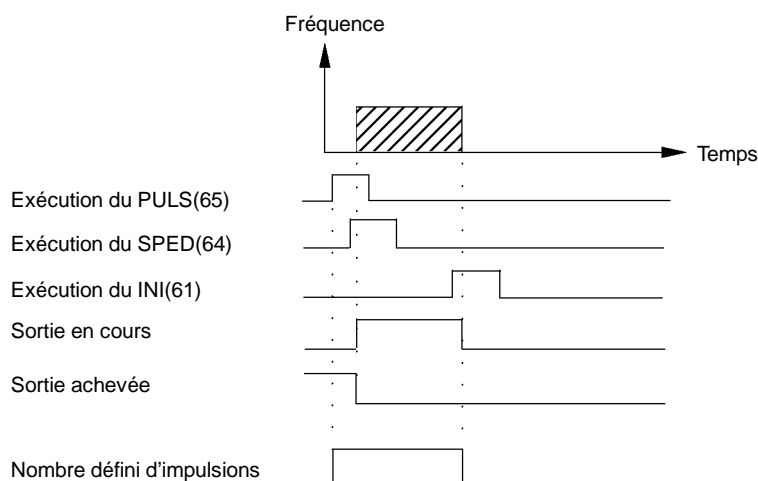 Fréquence
Temps
Exécution du PULS(65)
Exécution du SPED(64)
Exécution du INI(61)
Sortie en cours
Sortie achevée
Nombre défini d'impulsions